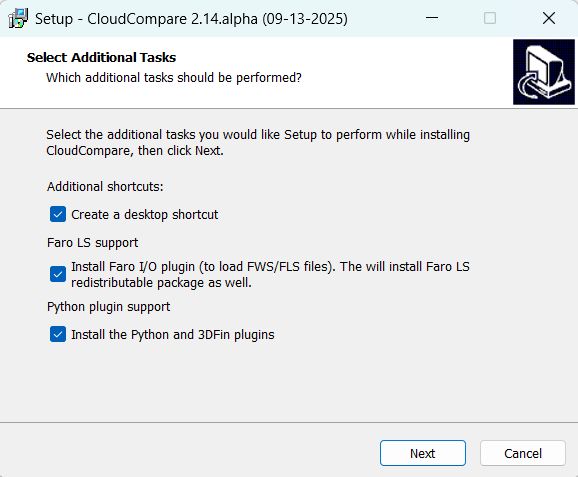 Setup - CloudCompare 2.14.alpha (09-13-2025)
Select Additional Tasks
Which additional tasks should be performed?
Select the additional tasks you would like Setup to perform while installing
CloudCompare, then click Next.
Additional shortcuts:
Create a desktop shortcut
Faro LS support
Install Faro I/O plugin (to load FWS/FLS files). The will install Faro LS
redistributable package as well.
Python plugin support
Install the Python and 3DFin plugins
Next
Cancel